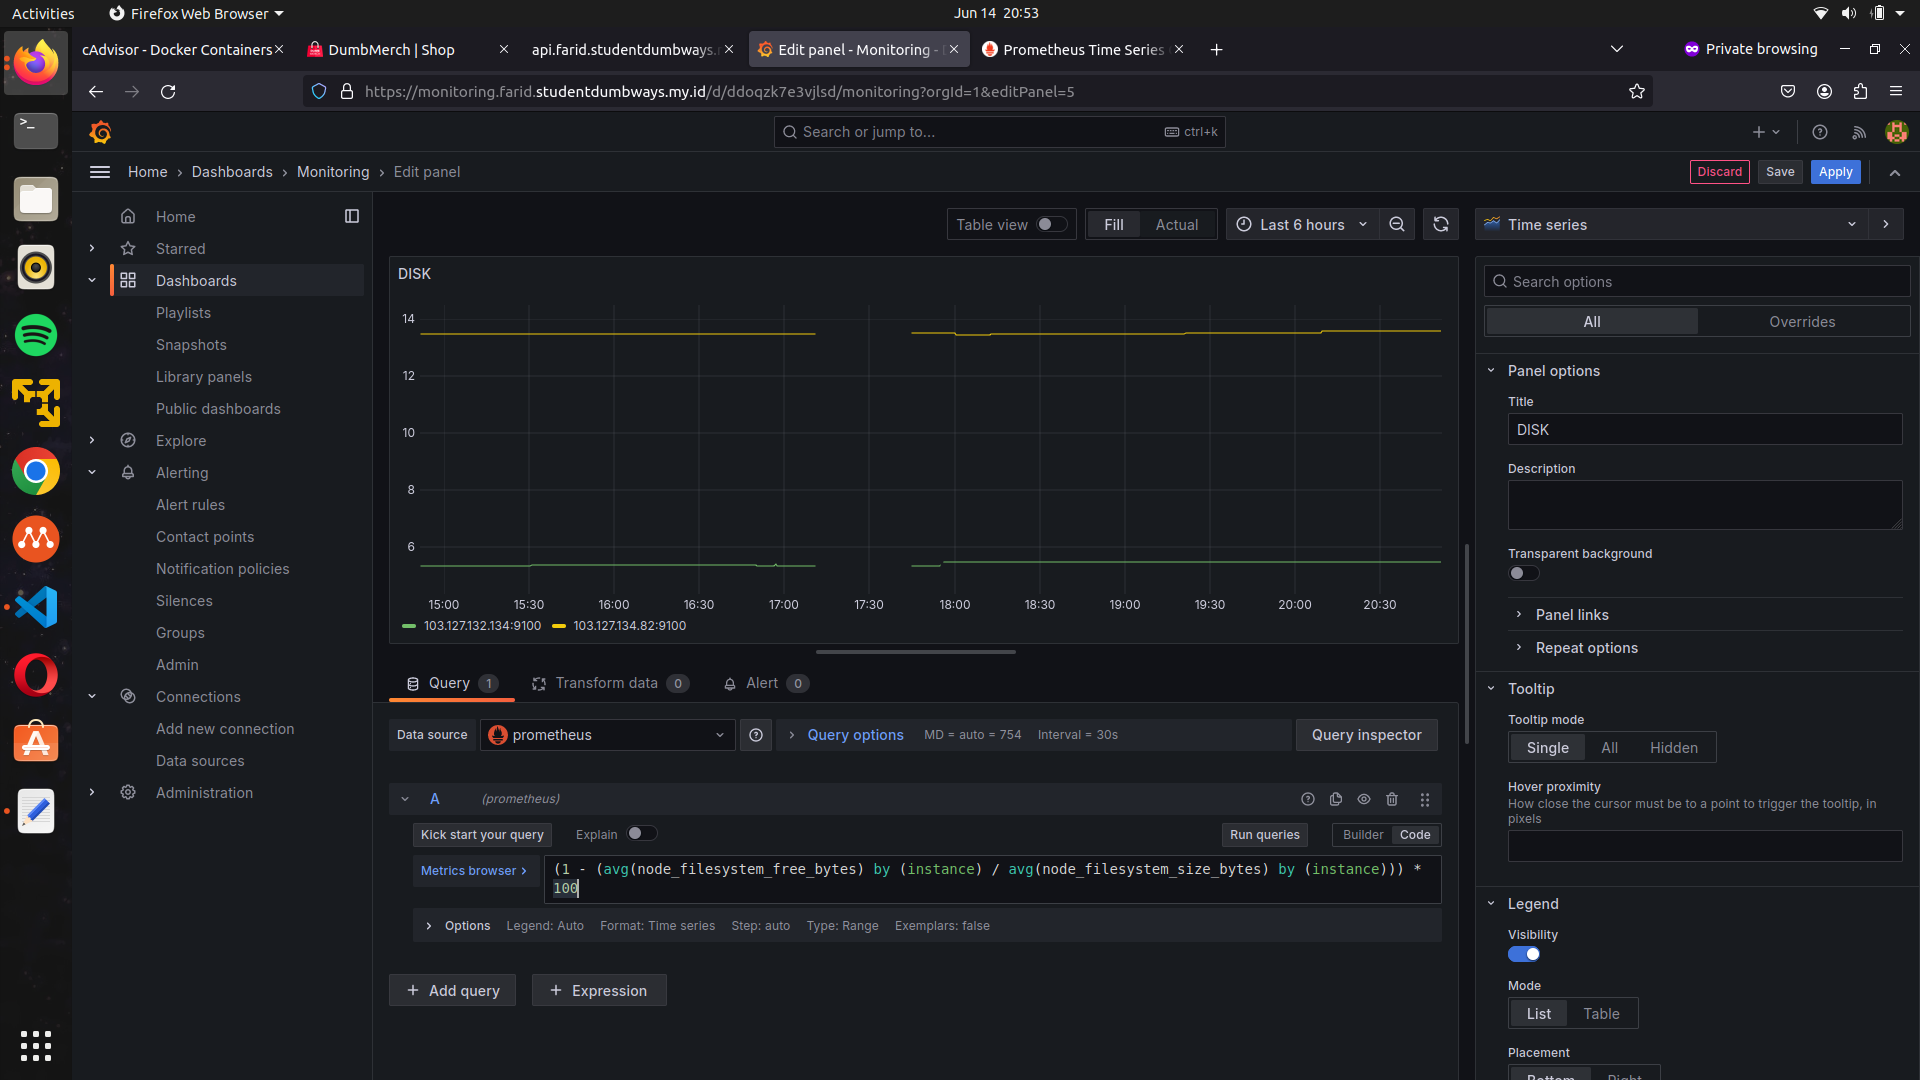 Activities
Firefox Web Browser
Jun 14 20:53
cAdvisor - Docker Containers
DumbMerch | Shop
api.farid.studentdumbways.
Edit panel - Monitoring -
Prometheus Time Series
Private browsing
https://monitoring.farid.studentdumbways.my.id/d/ddoqzk7e3vjlsd/monitoring?orgId=1&editPanel=5
Search or jump to...
ctrl+k
Home › Dashboards › Monitoring › Edit panel
Discard
Save
Apply
Home
Starred
Dashboards
Playlists
Snapshots
Library panels
Public dashboards
Explore
Alerting
Alert rules
Contact points
Notification policies
Silences
Groups
Admin
Connections
Add new connection
Data sources
Administration
Table view
Fill
Actual
Last 6 hours
DISK
14
12
10
8
6
15:00 15:30 16:00 16:30 17:00 17:30 18:00 18:30 19:00 19:30 20:00 20:30
103.127.132.134:9100 103.127.134.82:9100
Query 1
Transform data 0
Alert 0
Data source
prometheus
Query options MD = auto = 754 Interval = 30s
Query inspector
A (prometheus)
Kick start your query
Explain
Run queries
Builder
Code
Metrics browser ›
(1 - (avg(node_filesystem_free_bytes) by (instance) / avg(node_filesystem_size_bytes) by (instance))) *
100
Options Legend: Auto Format: Time series Step: auto Type: Range Exemplars: false
+ Add query
+ Expression
Time series
Search options
All
Overrides
Panel options
Title
DISK
Description
Transparent background
Panel links
Repeat options
Tooltip
Tooltip mode
Single All Hidden
Hover proximity
How close the cursor must be to a point to trigger the tooltip, in
pixels
Legend
Visibility
Mode
List Table
Placement
Bottom Right